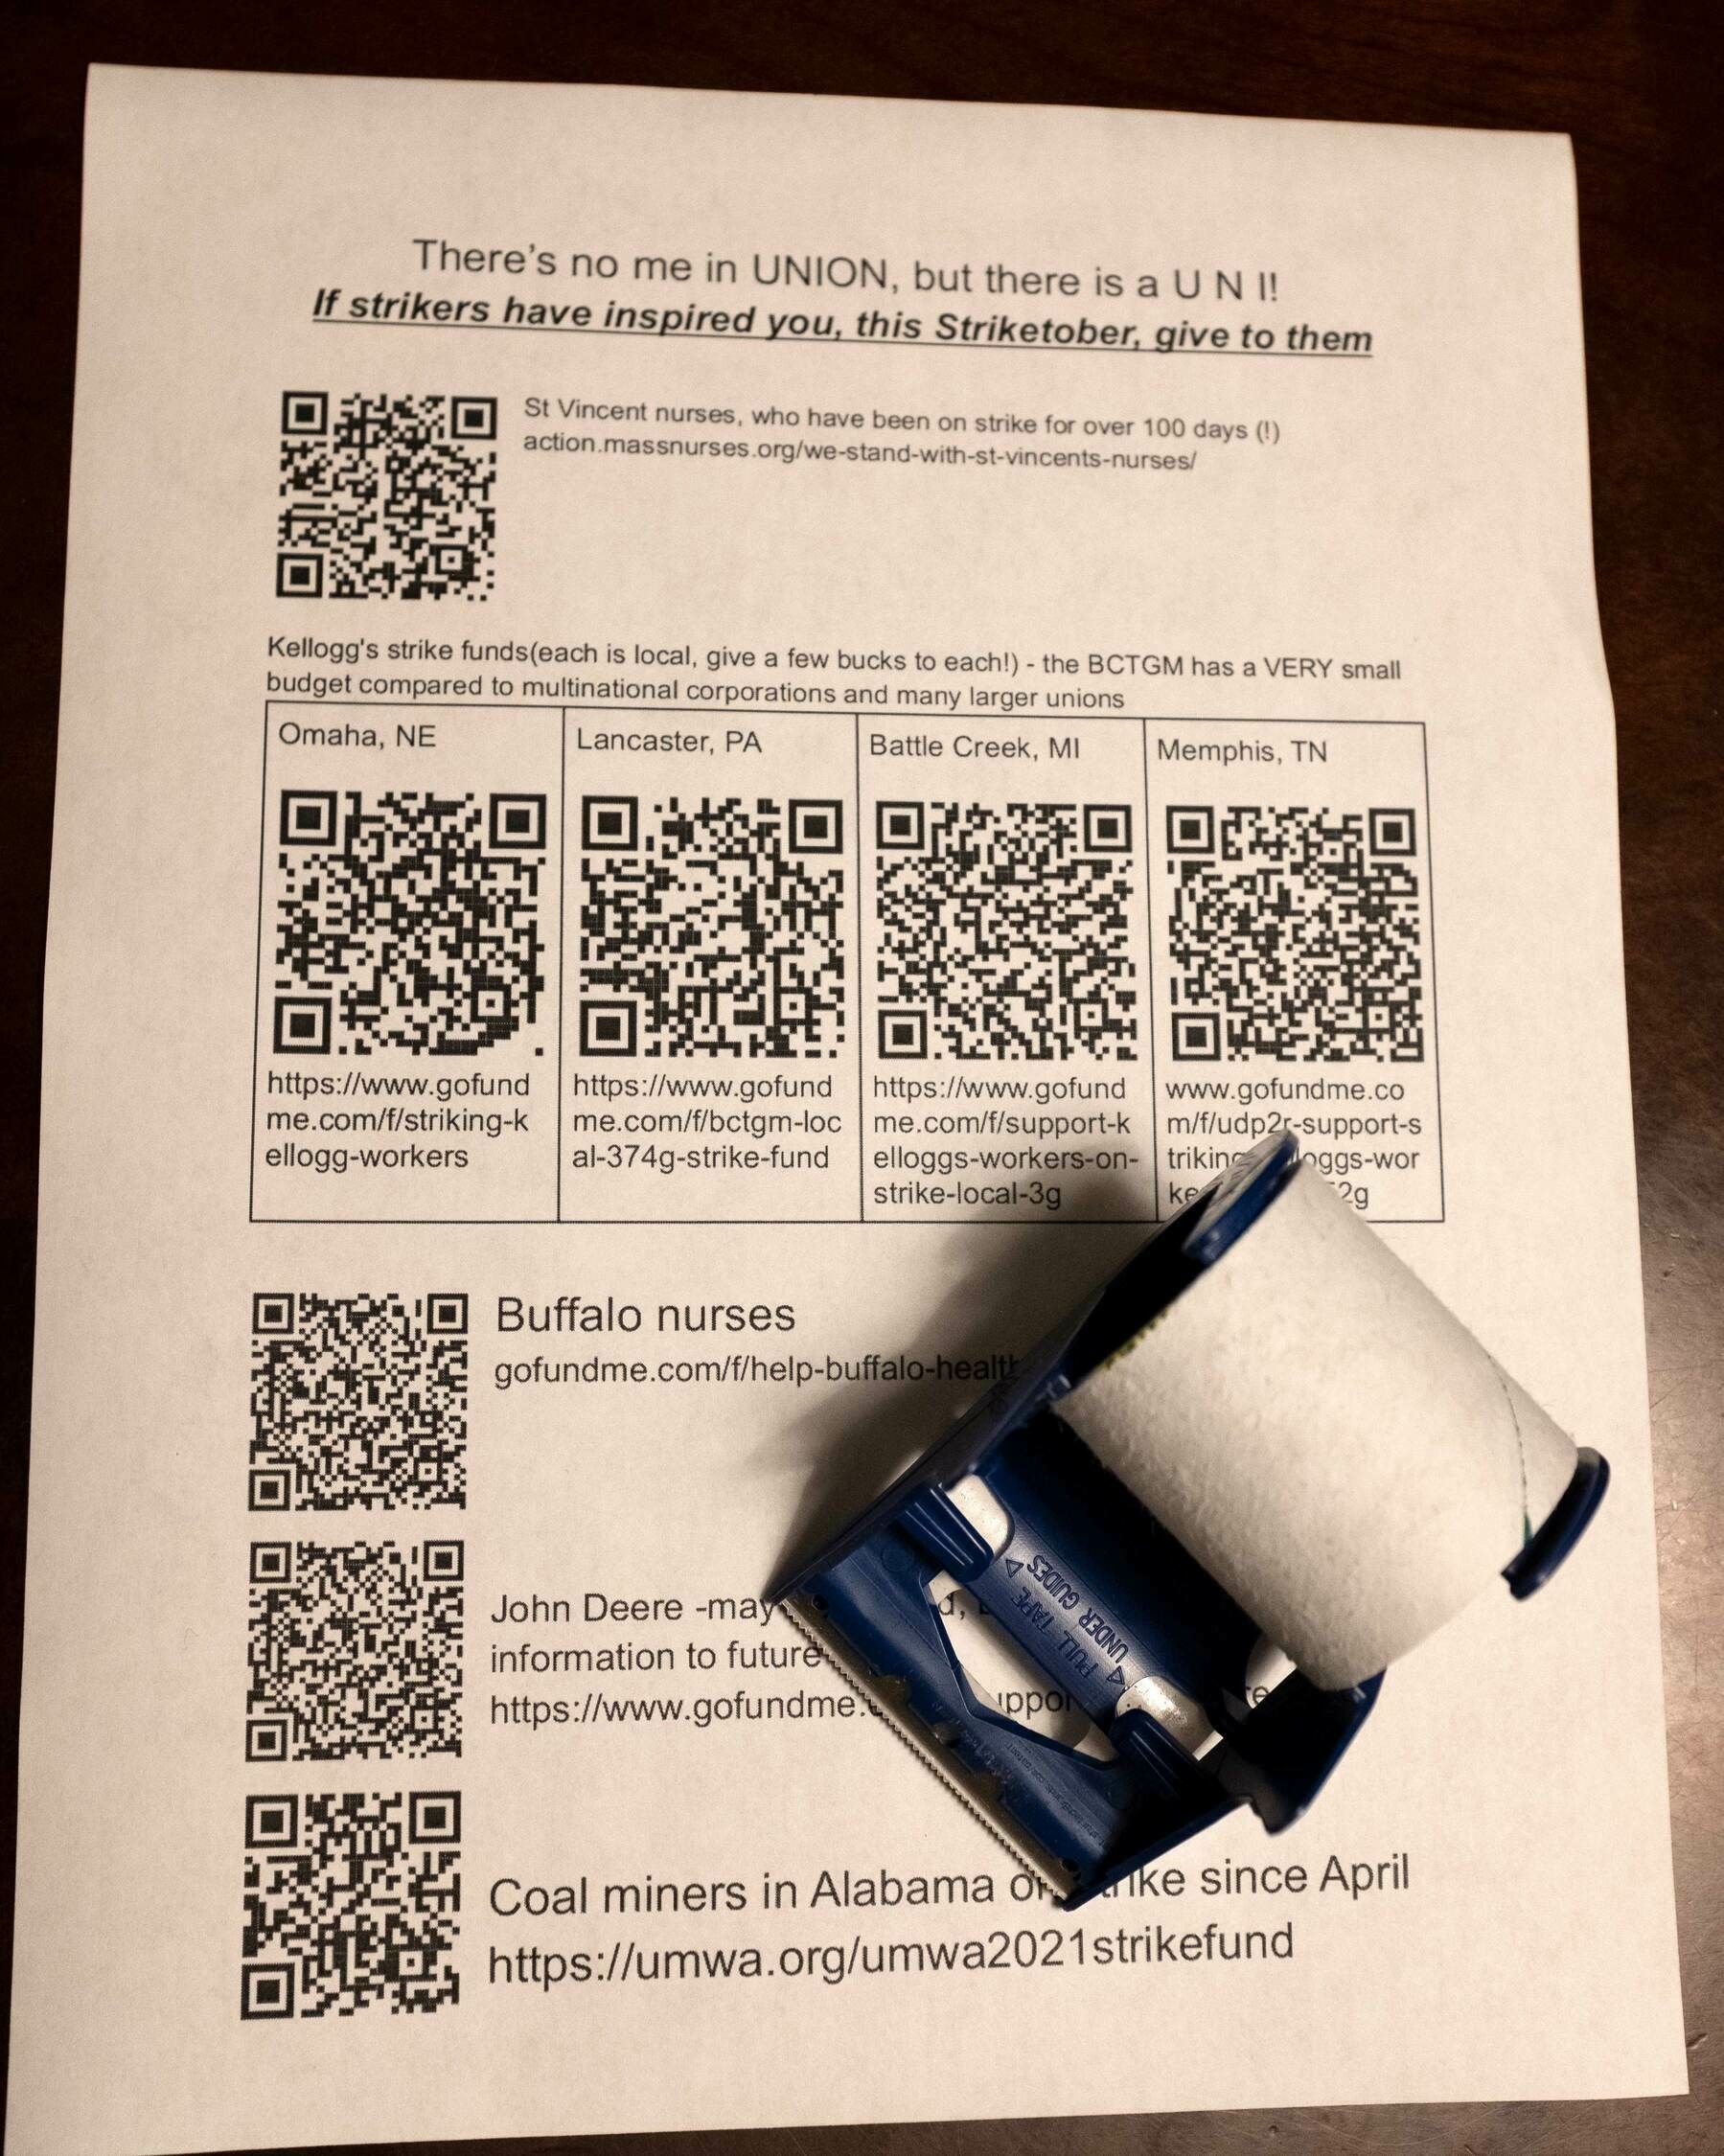 There's no me in UNION, but there is a U N I!
If strikers have inspired you, this Striketober, give to them
St Vincent nurses, who have been on strike for over 100 days (!)
action.massnurses.org/we-stand-with-st-vincents-nurses/
Kellogg's strike funds(each is local, give a few bucks to each!) - the BCTGM has a VERY small
budget compared to multinational corporations and many larger unions
Omaha, NE
https://www.gofund
me.com/f/striking-k
ellogg-workers
Lancaster, PA
https://www.gofund
me.com/f/bctgm-loc
al-374g-strike-fund
Battle Creek, MI
https://www.gofund
me.com/f/support-k
elloggs-workers-on-
strike-local-3g
Memphis, TN
www.gofundme.co
m/f/udp2r-support-s
triking oggs-wor
ke 2g
Buffalo nurses
gofundme.com/f/help-buffalo-health
John Deere -may
information to future
https://www.gofundme.
PULL TAPE
UNDER GUIDES
Coal miners in Alabama strike since April
https://umwa.org/umwa2021strikefund